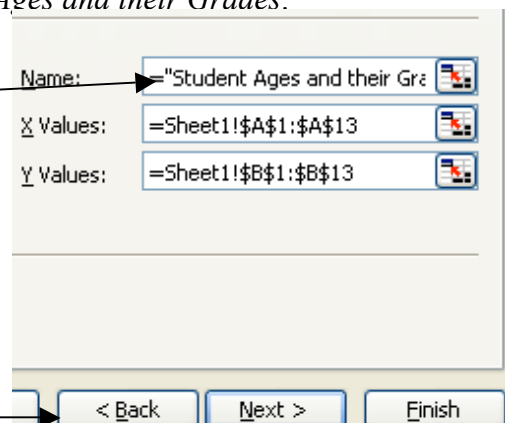 Ages and their Grades.
Name: ="Student Ages and their Gra
X Values: =Sheet1!$A$1:$A$13
Y Values: =Sheet1!$B$1:$B$13
< Back Next > Finish